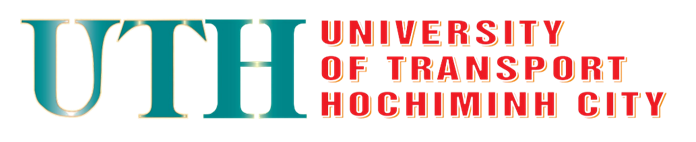 UTH
UNIVERSITY
OF TRANSPORT
HOCHIMINH CITY